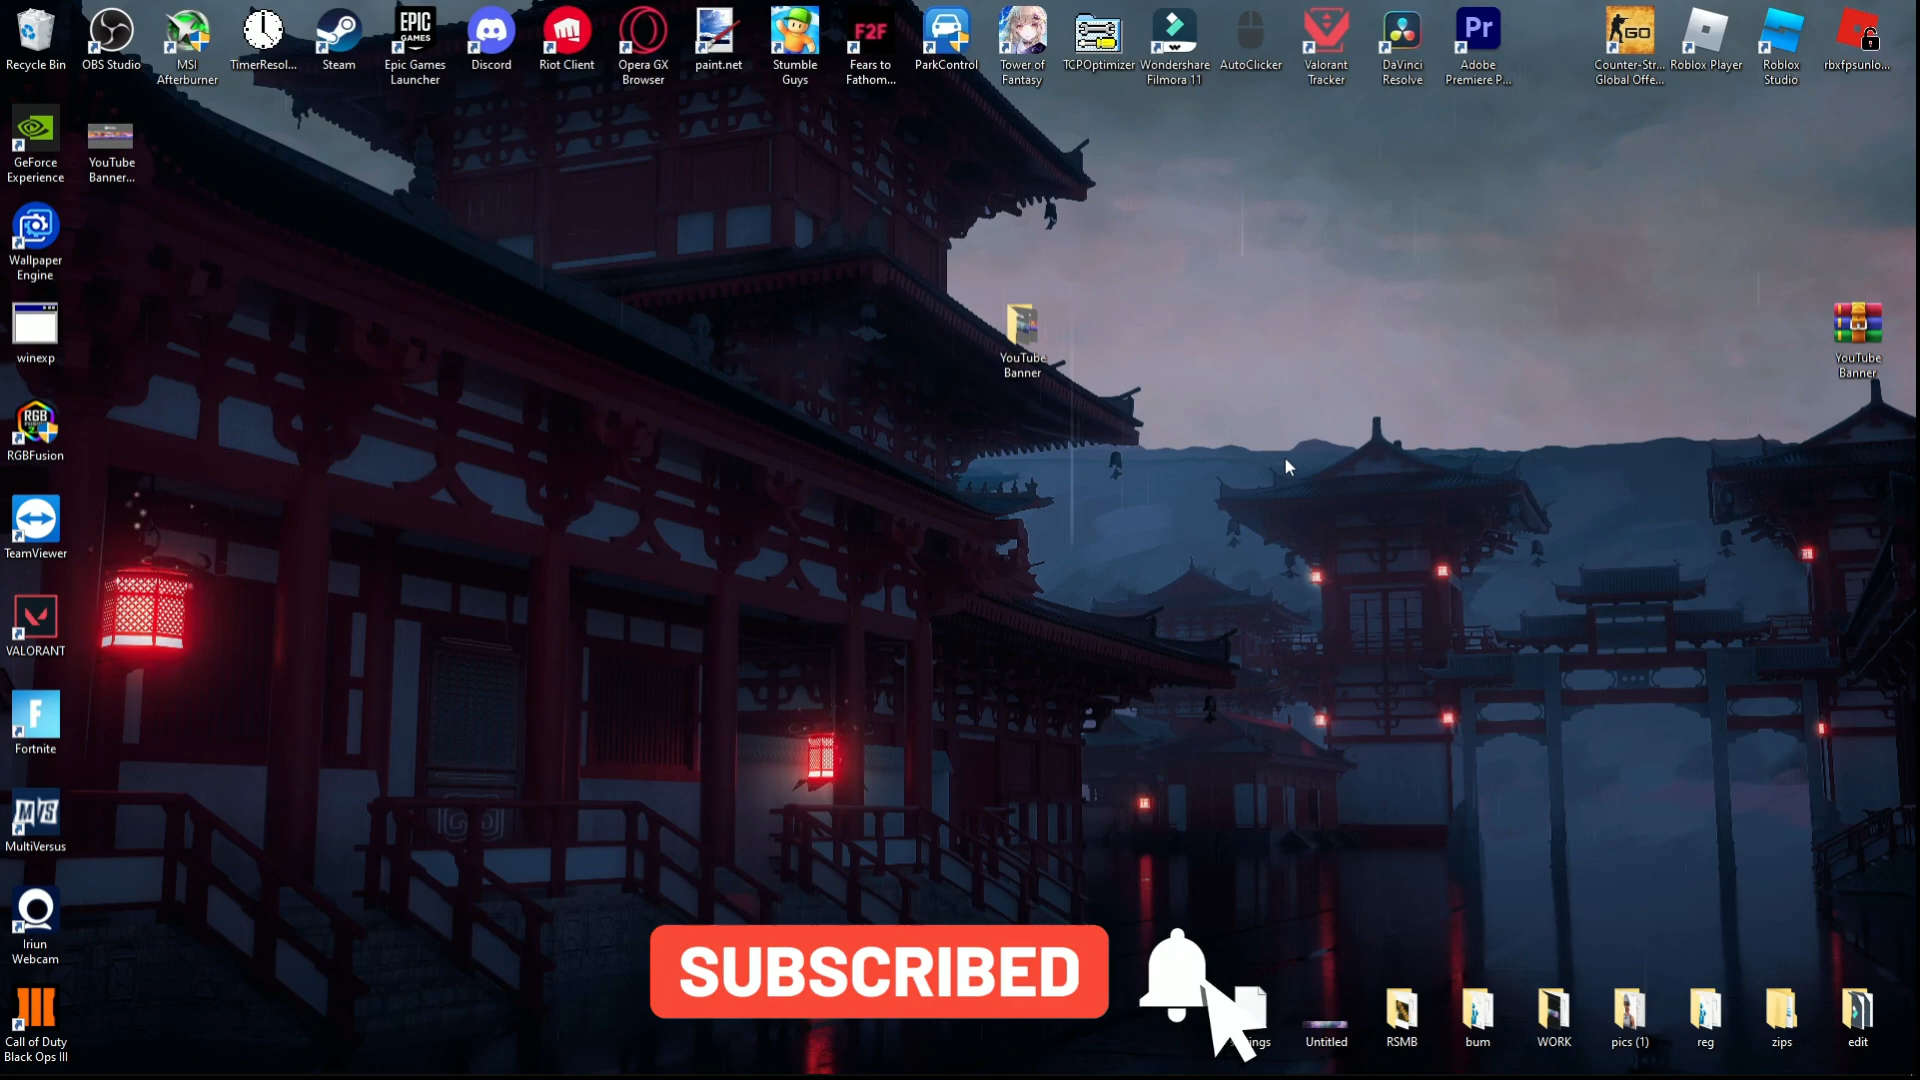 Recycle Bin
OBS Studio
MSI
Afterburner
TimerResol...
Steam
EPIC
GAMES
Epic Games
Launcher
Discord
Riot Client
Opera GX
Browser
paint.net
Stumble
Guys
F2F
Fears to
Fathom...
ParkControl
Tower of
Fantasy
TCPOptimizer
Wondershare
Filmora 11
AutoClicker
Valorant
Tracker
DaVinci
Resolve
Pr
Adobe
Premiere P...
GO
Counter-Str...
Global Offe...
Roblox Player
Roblox
Studio
rbxfpsunlo...
GeForce
Experience
YouTube
Banner...
Wallpaper
Engine
winexp
YouTube
Banner
YouTube
Banner
RGB
RGBFusion
TeamViewer
VALORANT
F
Fortnite
M/S
MultiVersus
Iriun
Webcam
Call of Duty
Black Ops III
SUBSCRIBED
Untitled
RSMB
bum
WORK
pics (1)
reg
zips
edit